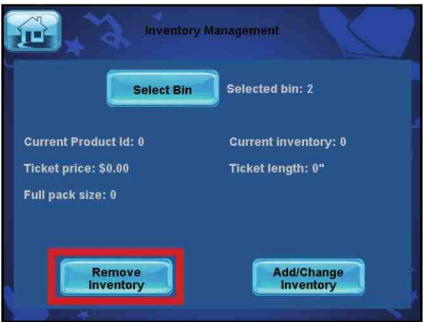 Inventory Management
Select Bin
Selected bin: 2
Current Product Id: 0
Current inventory: 0
Ticket price: $0.00
Ticket length: 0"
Full pack size: 0
Remove
Inventory
Add/Change
Inventory